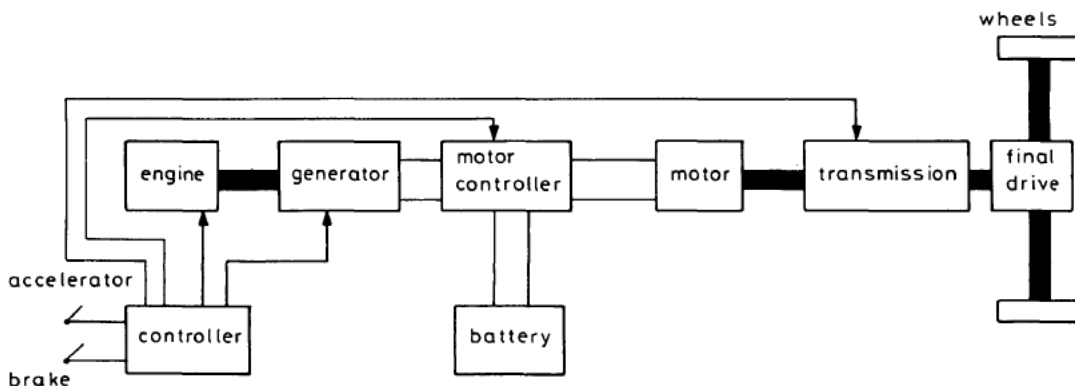 wheels
engine
generator
motor
controller
motor
transmission
final
drive
accelerator
controller
battery
brake